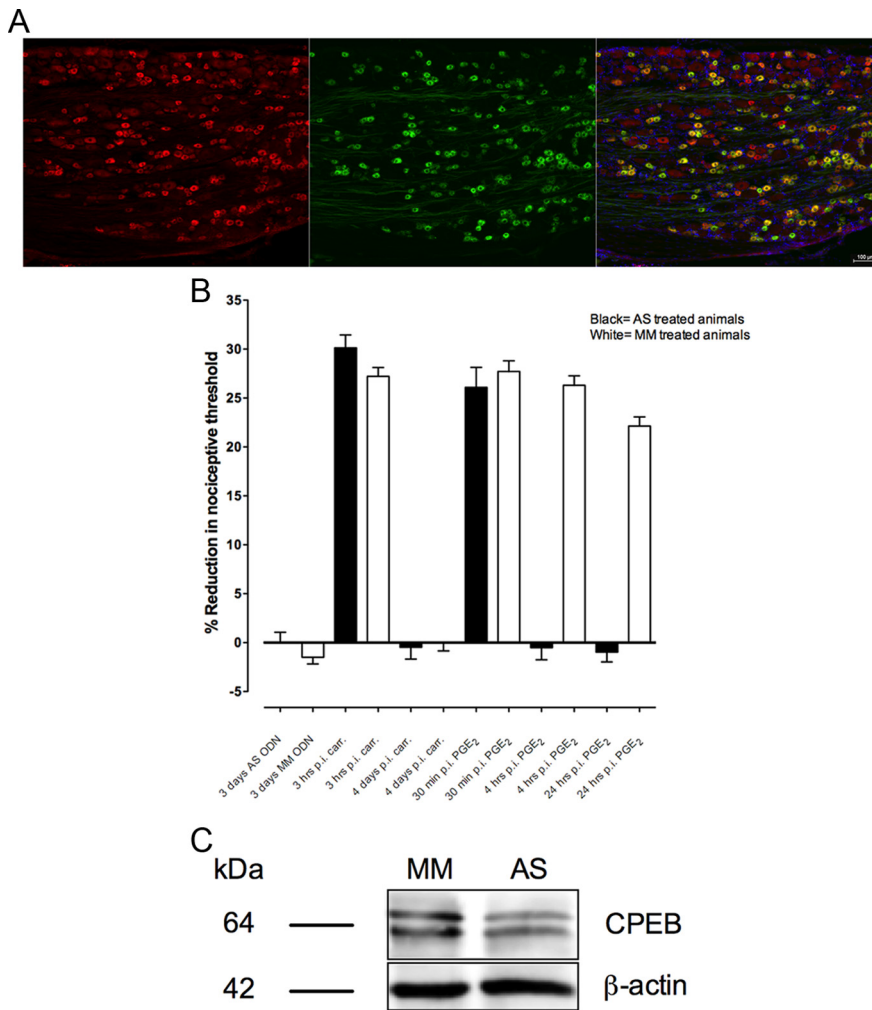 A
100 μm
B
Black= AS treated animals
White= MM treated animals
% Reduction in nociceptive threshold
35
30
25
20
15
10
5
0
-5
3 days AS ODN
3 days MM ODN
3 hrs p.i. carr.
3 hrs p.i. carr.
4 days p.i. carr.
4 days p.i. carr.
30 min p.i. PGE₂
30 min p.i. PGE₂
4 hrs p.i. PGE₂
4 hrs p.i. PGE₂
24 hrs p.i. PGE₂
24 hrs p.i. PGE₂
C
kDa MM AS
64 CPEB
42 β-actin